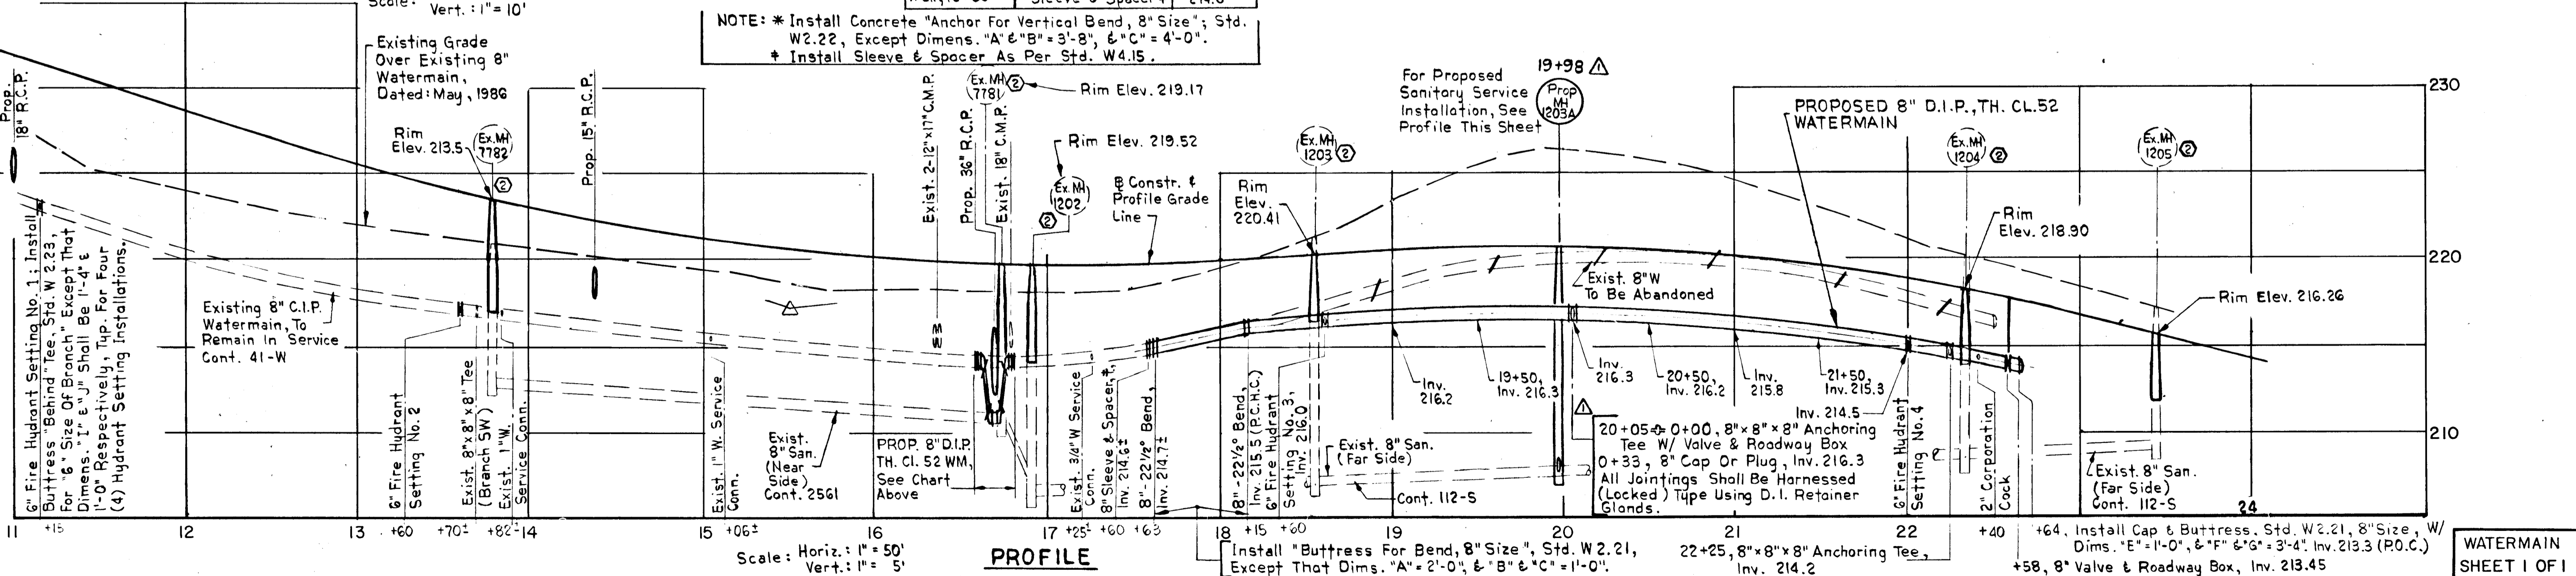 Scale:
Vert.: 1"= 10'
Sleeve & Spacer
NOTE: * Install Concrete "Anchor For Vertical Bend, 8" Size"; Std.
W2.22, Except Dimens. "A" & "B" = 3'-8", & "C" = 4'-0".
‡ Install Sleeve & Spacer As Per Std. W4.15.
Prop.
18" R.C.P.
Existing Grade
Over Existing 8"
Watermain,
Dated: May, 1986
Rim
Elev. 213.5
Ex. MH
7782
2
Prop. 15" R.C.P.
Exist. 2-12"x17" C.M.P.
Prop. 36" R.C.P.
Ex. MH
7781
2
Exist. 18" C.M.P.
Rim Elev. 219.17
Rim Elev. 219.52
Ex. MH
1202
2
℄ Constr. &
Profile Grade
Line
Rim
Elev.
220.41
Ex. MH
1203
2
For Proposed
Sanitary Service
Installation, See
Profile This Sheet
19+98 1
Prop
MH
1203A
PROPOSED 8" D.I.P., TH. CL.52
WATERMAIN
Ex. MH
1204
2
Ex. MH
1205
2
230
220
210
Rim
Elev. 218.90
Rim Elev. 216.26
Exist. 8"W
To Be Abandoned
6" Fire Hydrant Setting No. 1; Install
Buttress "Behind" Tee, Std. W 2.23,
For "6" Size Of Branch" Except That
Dimens. "I" & "J" Shall Be 1'-4" &
1'-0" Respectively, Typ. For Four
(4) Hydrant Setting Installations.
Existing 8" C.I.P.
Watermain, To
Remain In Service
Cont. 41-W
6" Fire Hydrant
Setting No. 2
Exist. 8"x8"x8" Tee
(Branch SW)
Exist. 1"W.
Service Conn.
Exist. 1" W. Service
Conn.
Exist.
8" San.
(Near
Side)
Cont. 2561
PROP. 8" D.I.P.
TH. Cl. 52 WM,
See Chart
Above
Exist. 3/4" W Service
Conn.
8" Sleeve & Spacer, ‡,
Inv. 214.6±
8"-22½° Bend,
Inv. 214.7±
8"-22½° Bend,
Inv. 215.5 (P.C.H.C.)
6" Fire Hydrant
Setting No. 3,
Inv. 216.0
Exist. 8" San.
(Far Side)
Cont. 112-S
Inv.
216.2
19+50,
Inv. 216.3
Inv.
216.3
20+50,
Inv. 216.2
Inv.
215.8
21+50,
Inv. 215.3
Inv. 214.5
1
20+05 = 0+00, 8"x8"x8" Anchoring
Tee W/ Valve & Roadway Box
0+33, 8" Cap Or Plug, Inv. 216.3
All Jointings Shall Be Harnessed
(Locked) Type Using D.I. Retainer
Glands.
6" Fire Hydrant
Setting No. 4
2" Corporation
Cock
Exist. 8" San.
(Far Side)
Cont. 112-S
11 +15 12 13 +60 +70± +82± 14 15 +06± 16 17 +25± +60 +63 18 +15 +60 19 20 21 22 +40 24
Scale: Horiz.: 1" = 50'
Vert.: 1" = 5'
PROFILE
Install "Buttress For Bend, 8" Size", Std. W 2.21,
Except That Dims. "A" = 2'-0", & "B" & "C" = 1'-0".
22+25, 8"x8"x8" Anchoring Tee,
Inv. 214.2
+64, Install Cap & Buttress, Std. W2.21, 8" Size, W/
Dims. "E" = 1'-0", & "F" & "G" = 3'-4". Inv. 213.3 (P.O.C.)
+58, 8" Valve & Roadway Box, Inv. 213.45
WATERMAIN
SHEET 1 OF 1